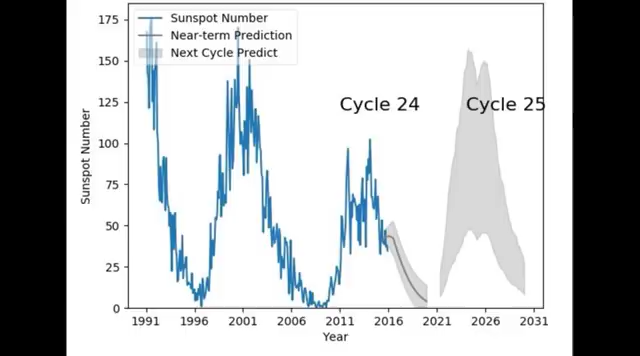 Sunspot Number
Near-term Prediction
Next Cycle Predict
175
150
125
100
75
50
25
0
Sunspot Number
Cycle 24
Cycle 25
1991 1996 2001 2006 2011 2016 2021 2026 2031
Year